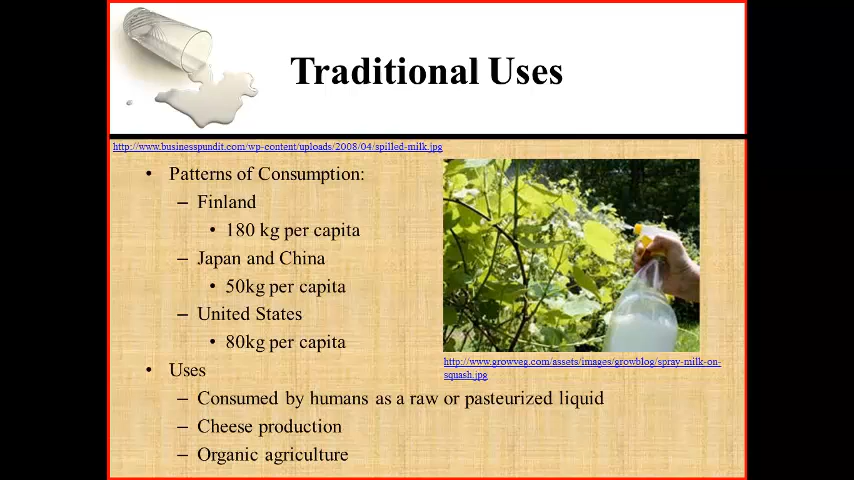 Traditional Uses
http://www.businesspundit.com/wp-content/uploads/2008/04/spilled-milk.jpg
• Patterns of Consumption:
– Finland
• 180 kg per capita
– Japan and China
• 50kg per capita
– United States
• 80kg per capita
http://www.growveg.com/assets/images/growblog/spray-milk-on-
squash.jpg
• Uses
– Consumed by humans as a raw or pasteurized liquid
– Cheese production
– Organic agriculture